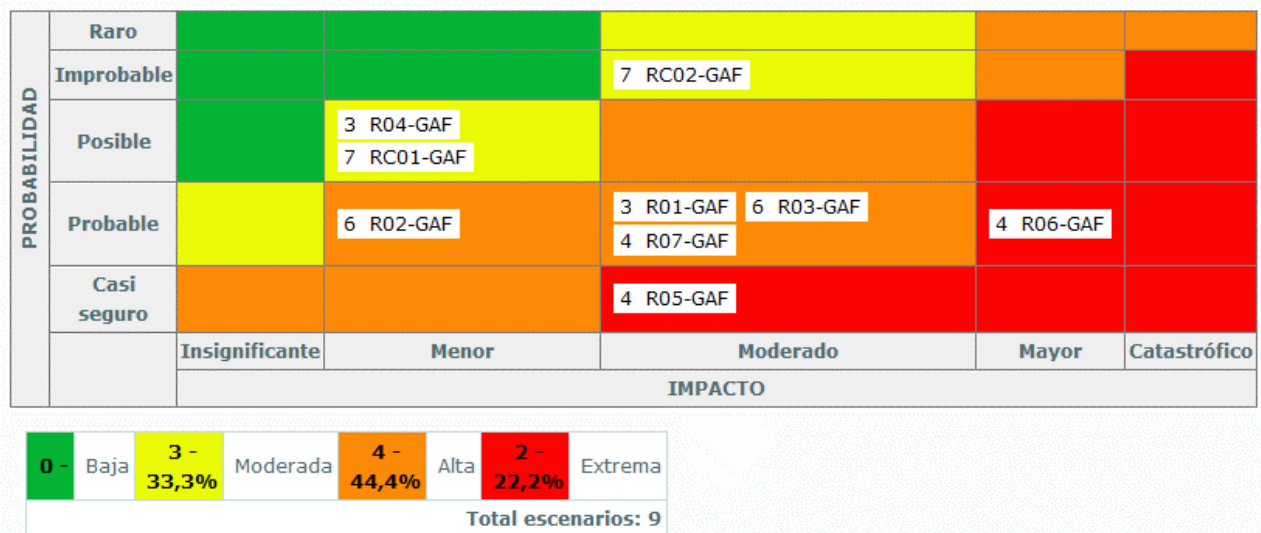 PROBABILIDAD
Raro
Improbable
7 RC02-GAF
Posible
3 R04-GAF
7 RC01-GAF
Probable
6 R02-GAF
3 R01-GAF 6 R03-GAF
4 R07-GAF
4 R06-GAF
Casi
seguro
4 R05-GAF
Insignificante Menor Moderado Mayor Catastrófico
IMPACTO
0 - Baja 3 -
33,3% Moderada 4 -
44,4% Alta 2 -
22,2% Extrema
Total escenarios: 9